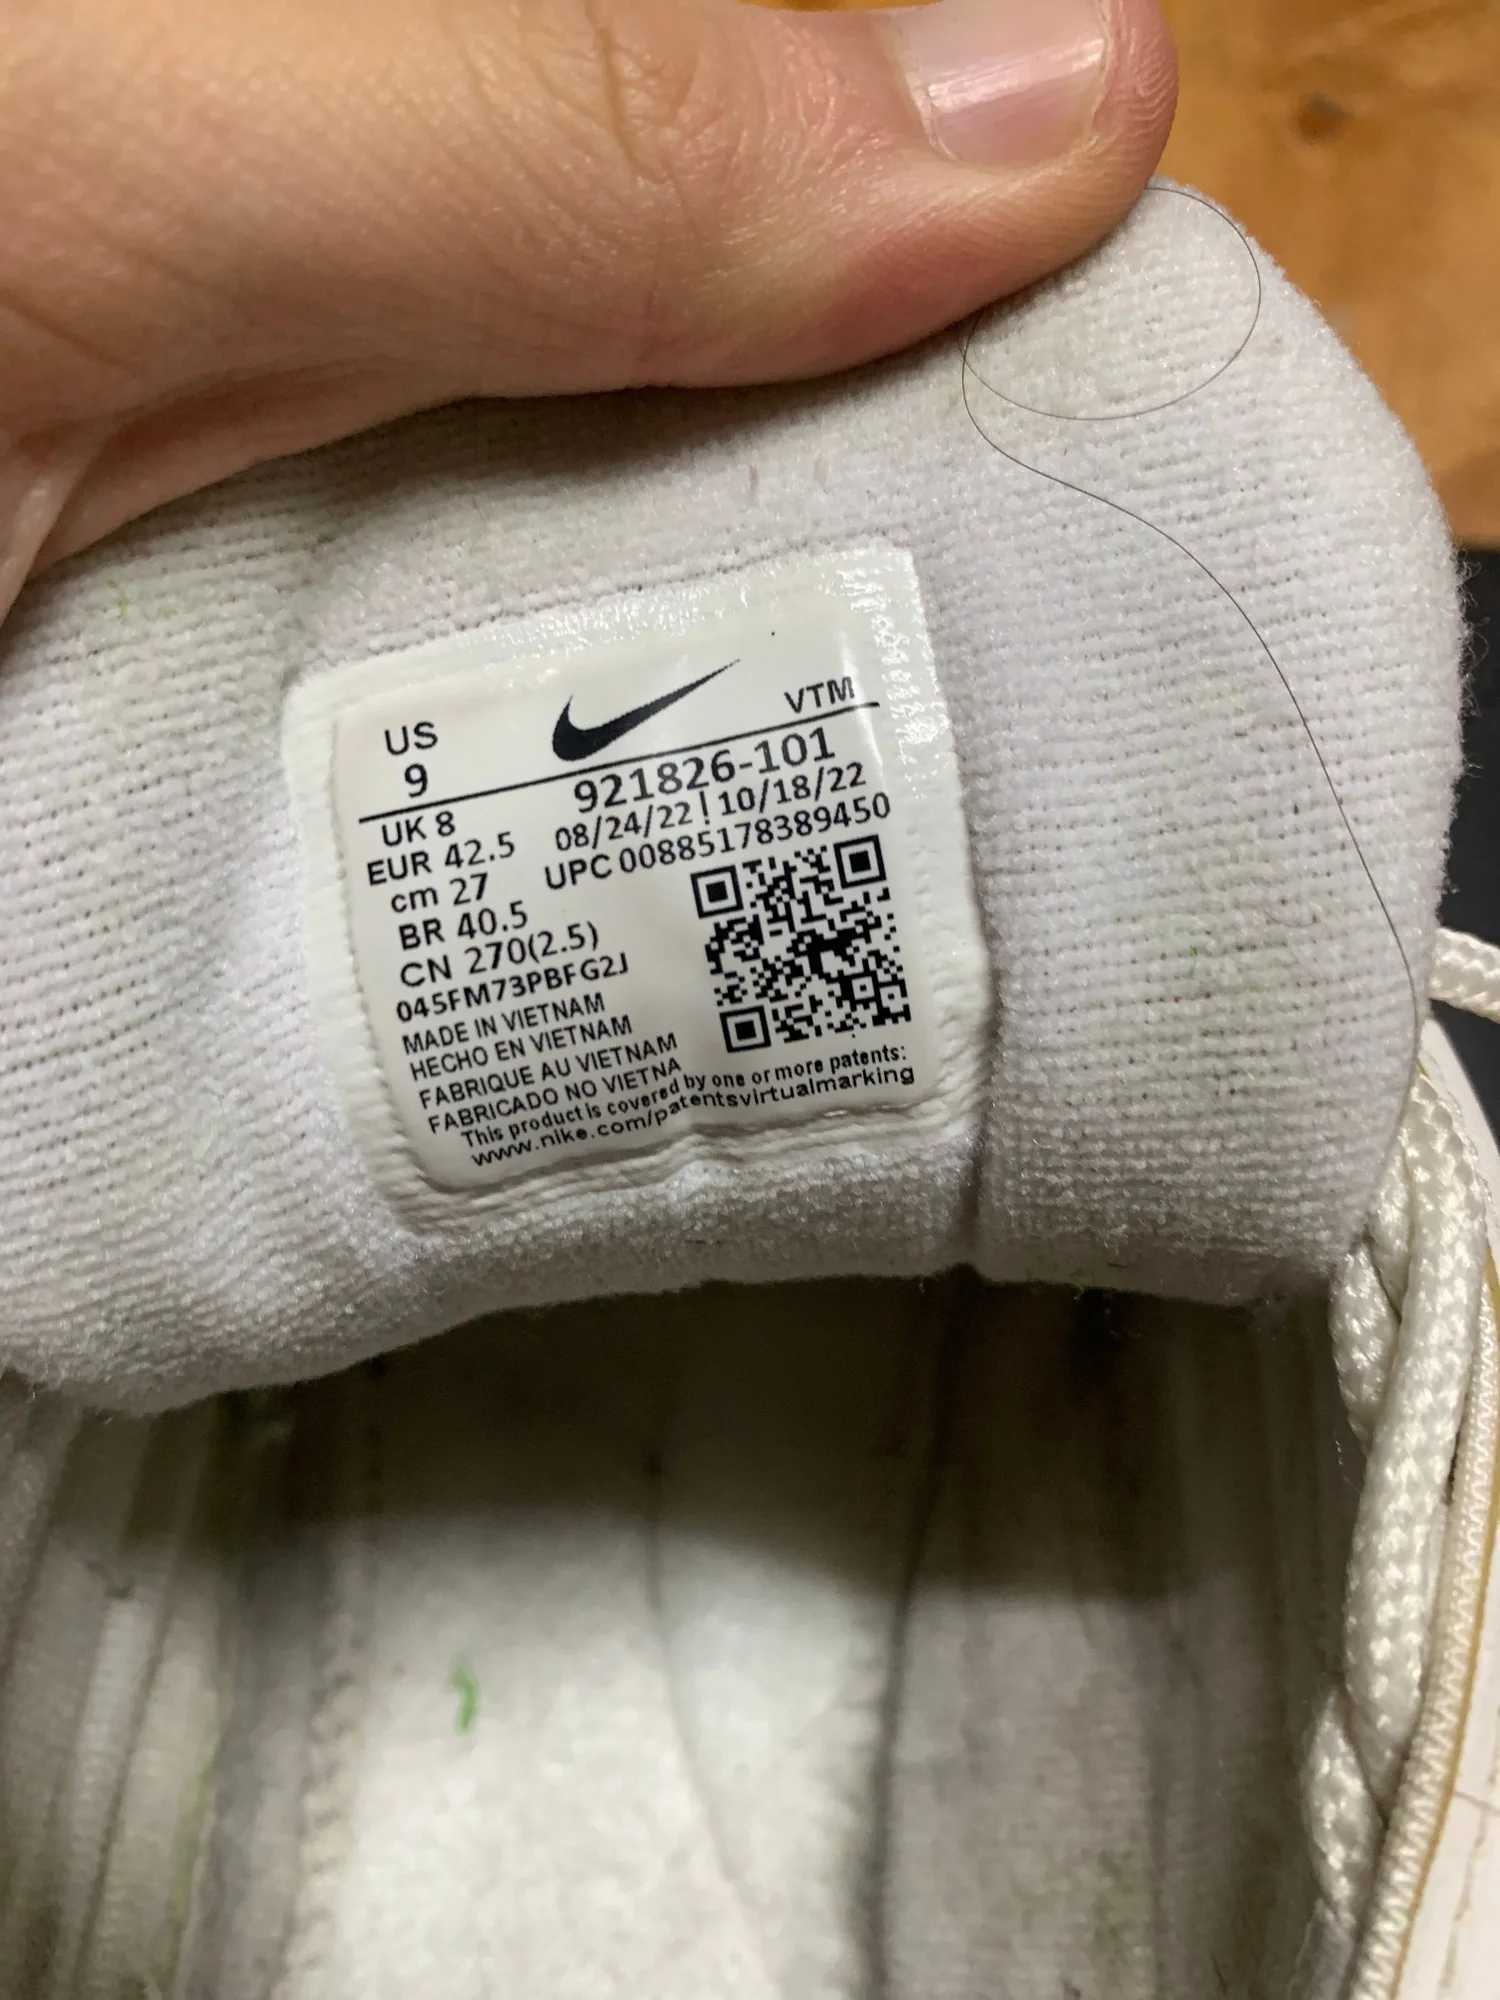 US
9
VTM
UK 8
EUR 42.5
cm 27
BR 40.5
CN 270(2.5)
045FM73PBFG2J
921826-101
08/24/22 ! 10/18/22
UPC 00885178389450
MADE IN VIETNAM
HECHO EN VIETNAM
FABRIQUE AU VIETNAM
FABRICADO NO VIETNA
This product is covered by one or more patents:
www.nike.com/patentsvirtualmarking